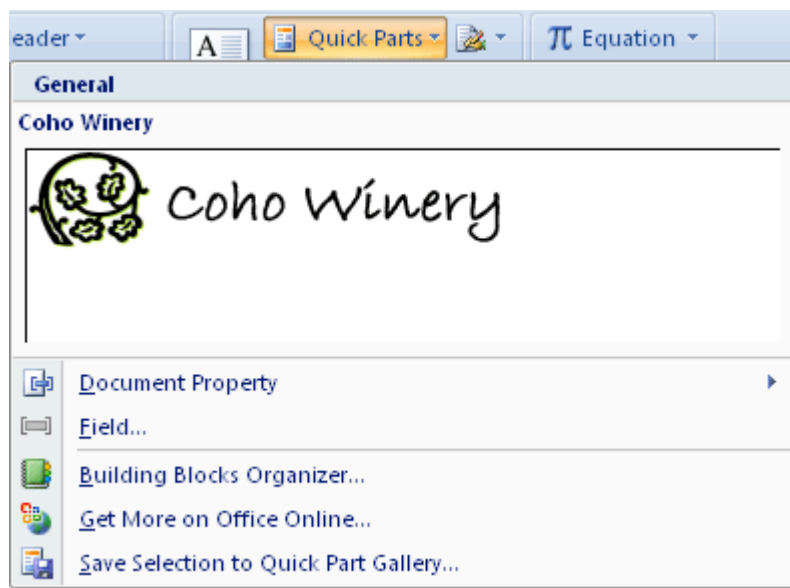 eader
A Quick Parts π Equation
General
Coho Winery
Coho Winery
Document Property
Field...
Building Blocks Organizer...
Get More on Office Online...
Save Selection to Quick Part Gallery...